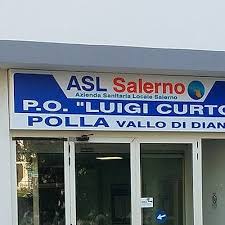 ASL Salerno
Azienda Sanitaria Locale Salerno
P.O. "LUIGI CURTO
POLLA VALLO DI DIAN